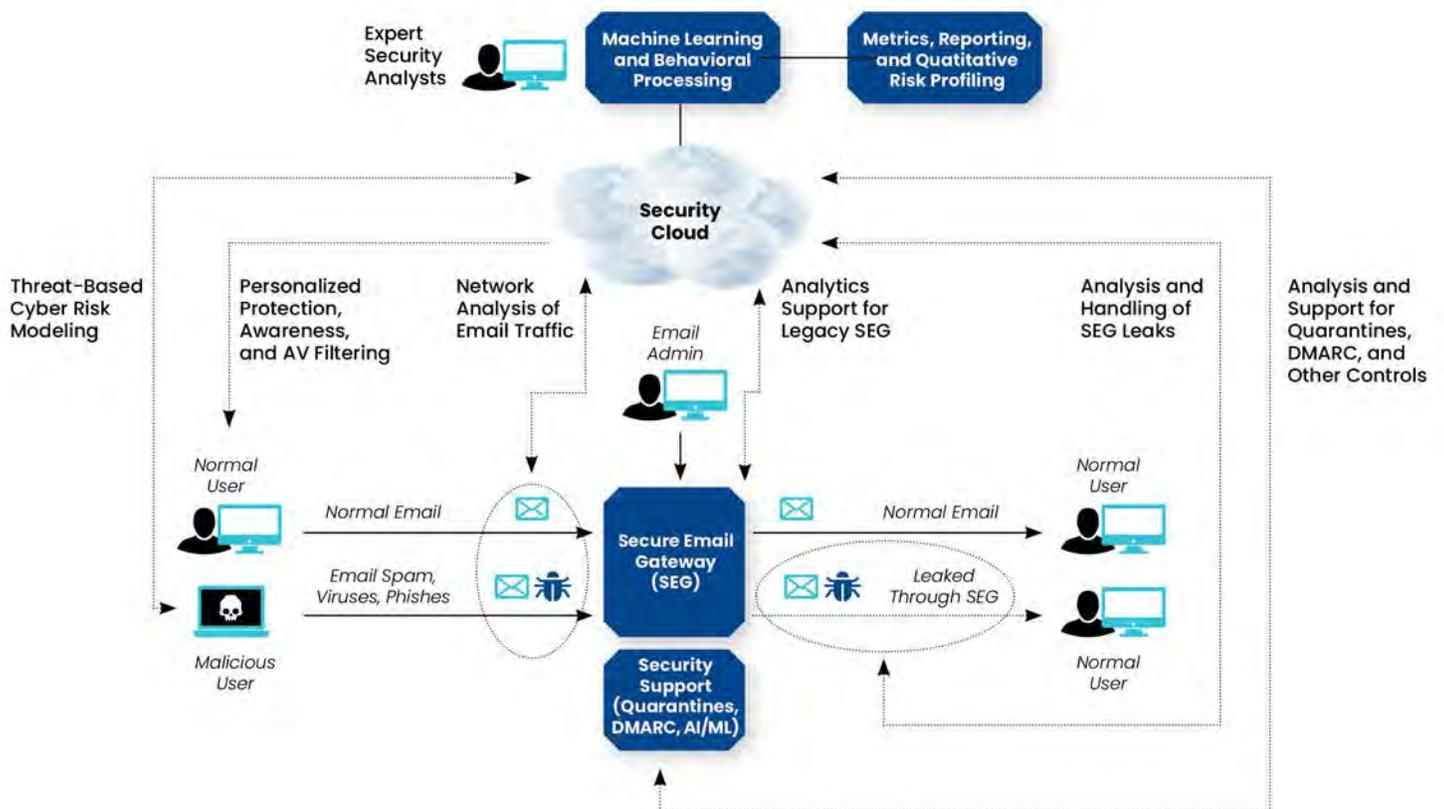 Expert
Security
Analysts
Machine Learning
and Behavioral
Processing
Metrics, Reporting,
and Quatitative
Risk Profiling
Security
Cloud
Threat-Based
Cyber Risk
Modeling
Personalized
Protection,
Awareness,
and AV Filtering
Network
Analysis of
Email Traffic
Email
Admin
Analytics
Support for
Legacy SEG
Analysis and
Handling of
SEG Leaks
Analysis and
Support for
Quarantines,
DMARC, and
Other Controls
Normal
User
Normal Email
Email Spam,
Viruses, Phishes
Malicious
User
Secure Email
Gateway
(SEG)
Security
Support
(Quarantines,
DMARC, AI/ML)
Normal Email
Leaked
Through SEG
Normal
User
Normal
User